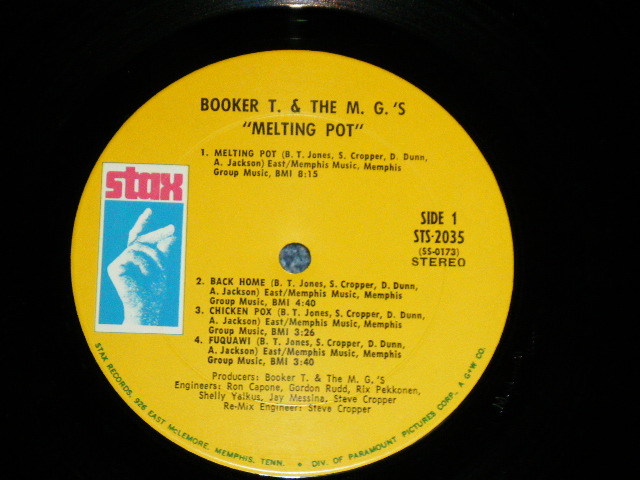 BOOKER T. & THE M. G.'S
"MELTING POT"
1. MELTING POT (B. T. Jones, S. Cropper, D. Dunn,
A. Jackson) East/Memphis Music, Memphis
Group Music, BMI 8:15
stax
SIDE 1
STS-2035
(SS-0173)
STEREO
2. BACK HOME (B. T. Jones, S. Cropper, D. Dunn,
A. Jackson) East/Memphis Music, Memphis
Group Music, BMI 4:40
3. CHICKEN POX (B. T. Jones, S. Cropper, D. Dunn,
A. Jackson) East/Memphis Music, Memphis
Group Music, BMI 3:26
4. FUQUAWI (B. T. Jones, S. Cropper, D. Dunn,
A. Jackson) East/Memphis Music, Memphis
Group Music, BMI 3:40
Producers: Booker T. & The M. G.'S
Engineers: Ron Capone, Gordon Rudd, Rix Pekkonen,
Shelly Yaikus, Jay Messina, Steve Cropper
Re-Mix Engineer: Steve Cropper
STAX RECORDS, 926 EAST McLEMORE, MEMPHIS, TENN. • DIV. OF PARAMOUNT PICTURES CORP., A G+W CO.